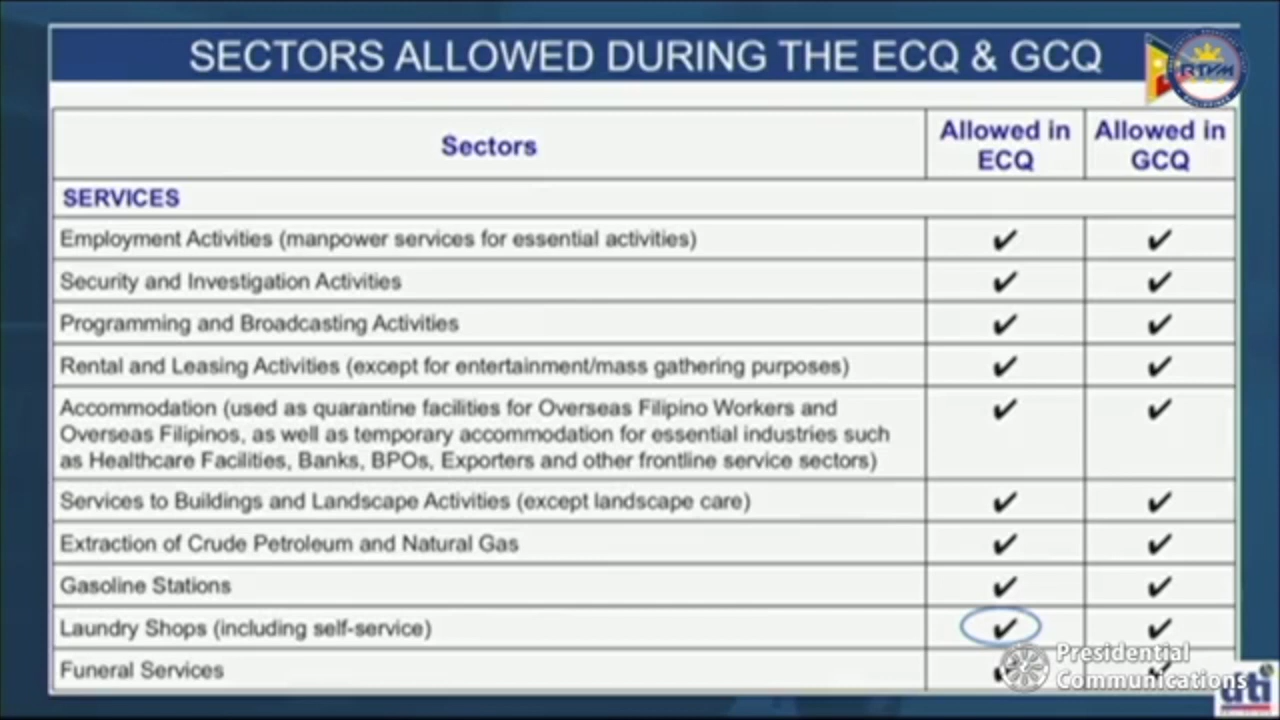 SECTORS ALLOWED DURING THE ECQ & GCQ
RTVM
Sectors
Allowed in
ECQ
Allowed in
GCQ
SERVICES
Employment Activities (manpower services for essential activities) ✔ ✔
Security and Investigation Activities ✔ ✔
Programming and Broadcasting Activities ✔ ✔
Rental and Leasing Activities (except for entertainment/mass gathering purposes) ✔ ✔
Accommodation (used as quarantine facilities for Overseas Filipino Workers and ✔ ✔
Overseas Filipinos, as well as temporary accommodation for essential industries such
as Healthcare Facilities, Banks, BPOs, Exporters and other frontline service sectors)
Services to Buildings and Landscape Activities (except landscape care) ✔ ✔
Extraction of Crude Petroleum and Natural Gas ✔ ✔
Gasoline Stations ✔ ✔
Laundry Shops (including self-service) ✔ ✔
Funeral Services ✔ ✔
Presidential
Communications
dti